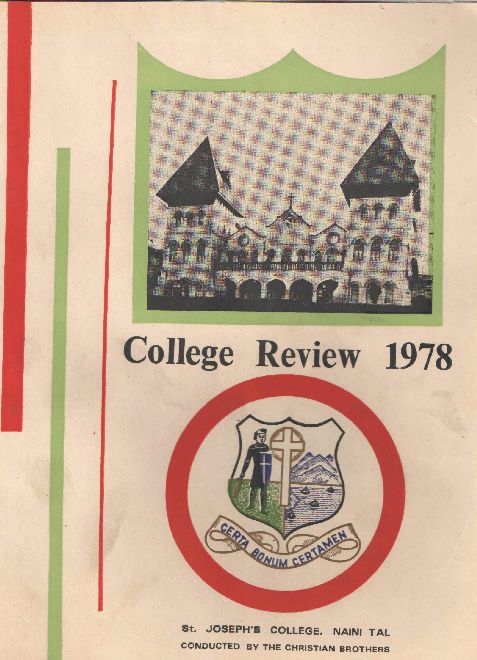 College Review 1978
CERTA BONUM CERTAMEN
St. JOSEPH'S COLLEGE. NAINI TAL
CONDUCTED BY THE CHRISTIAN BROTHERS